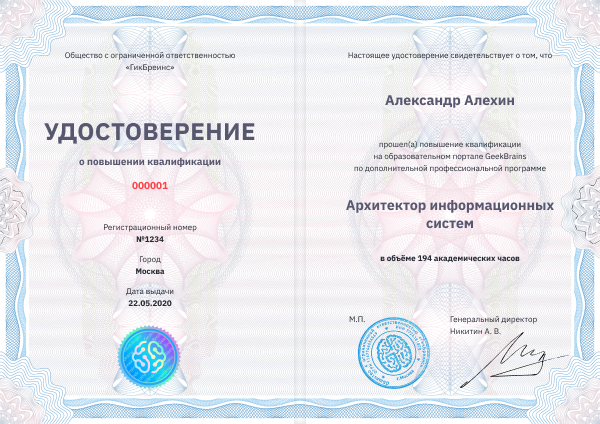 Общество с ограниченной ответственностью
«ГикБреинс»
УДОСТОВЕРЕНИЕ
о повышении квалификации
000001
Регистрационный номер
№1234
Город
Москва
Дата выдачи
22.05.2020
Настоящее удостоверение свидетельствует о том, что
Александр Алехин
прошел(а) повышение квалификации
на образовательном портале GeekBrains
по дополнительной профессиональной программе
Архитектор информационных
систем
в объёме 194 академических часов
М.П.
Генеральный директор
Никитин А. В.